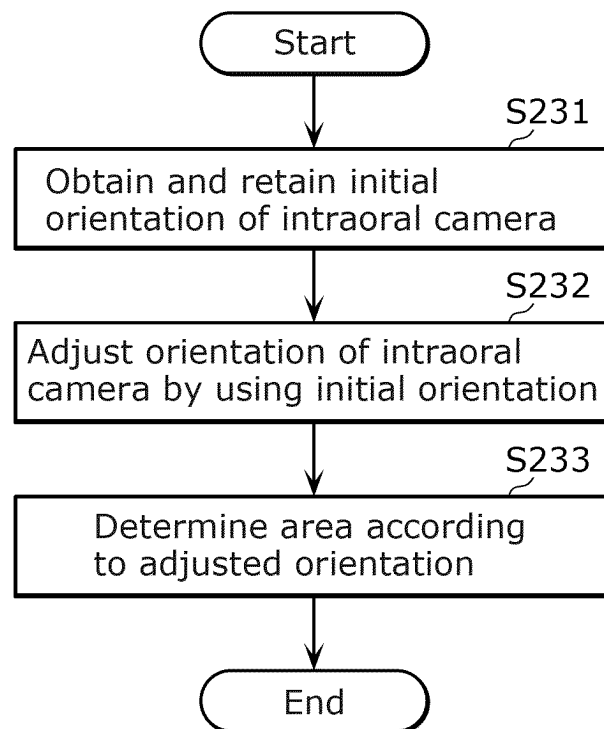 Start
S231
Obtain and retain initial
orientation of intraoral camera
S232
Adjust orientation of intraoral
camera by using initial orientation
S233
Determine area according
to adjusted orientation
End